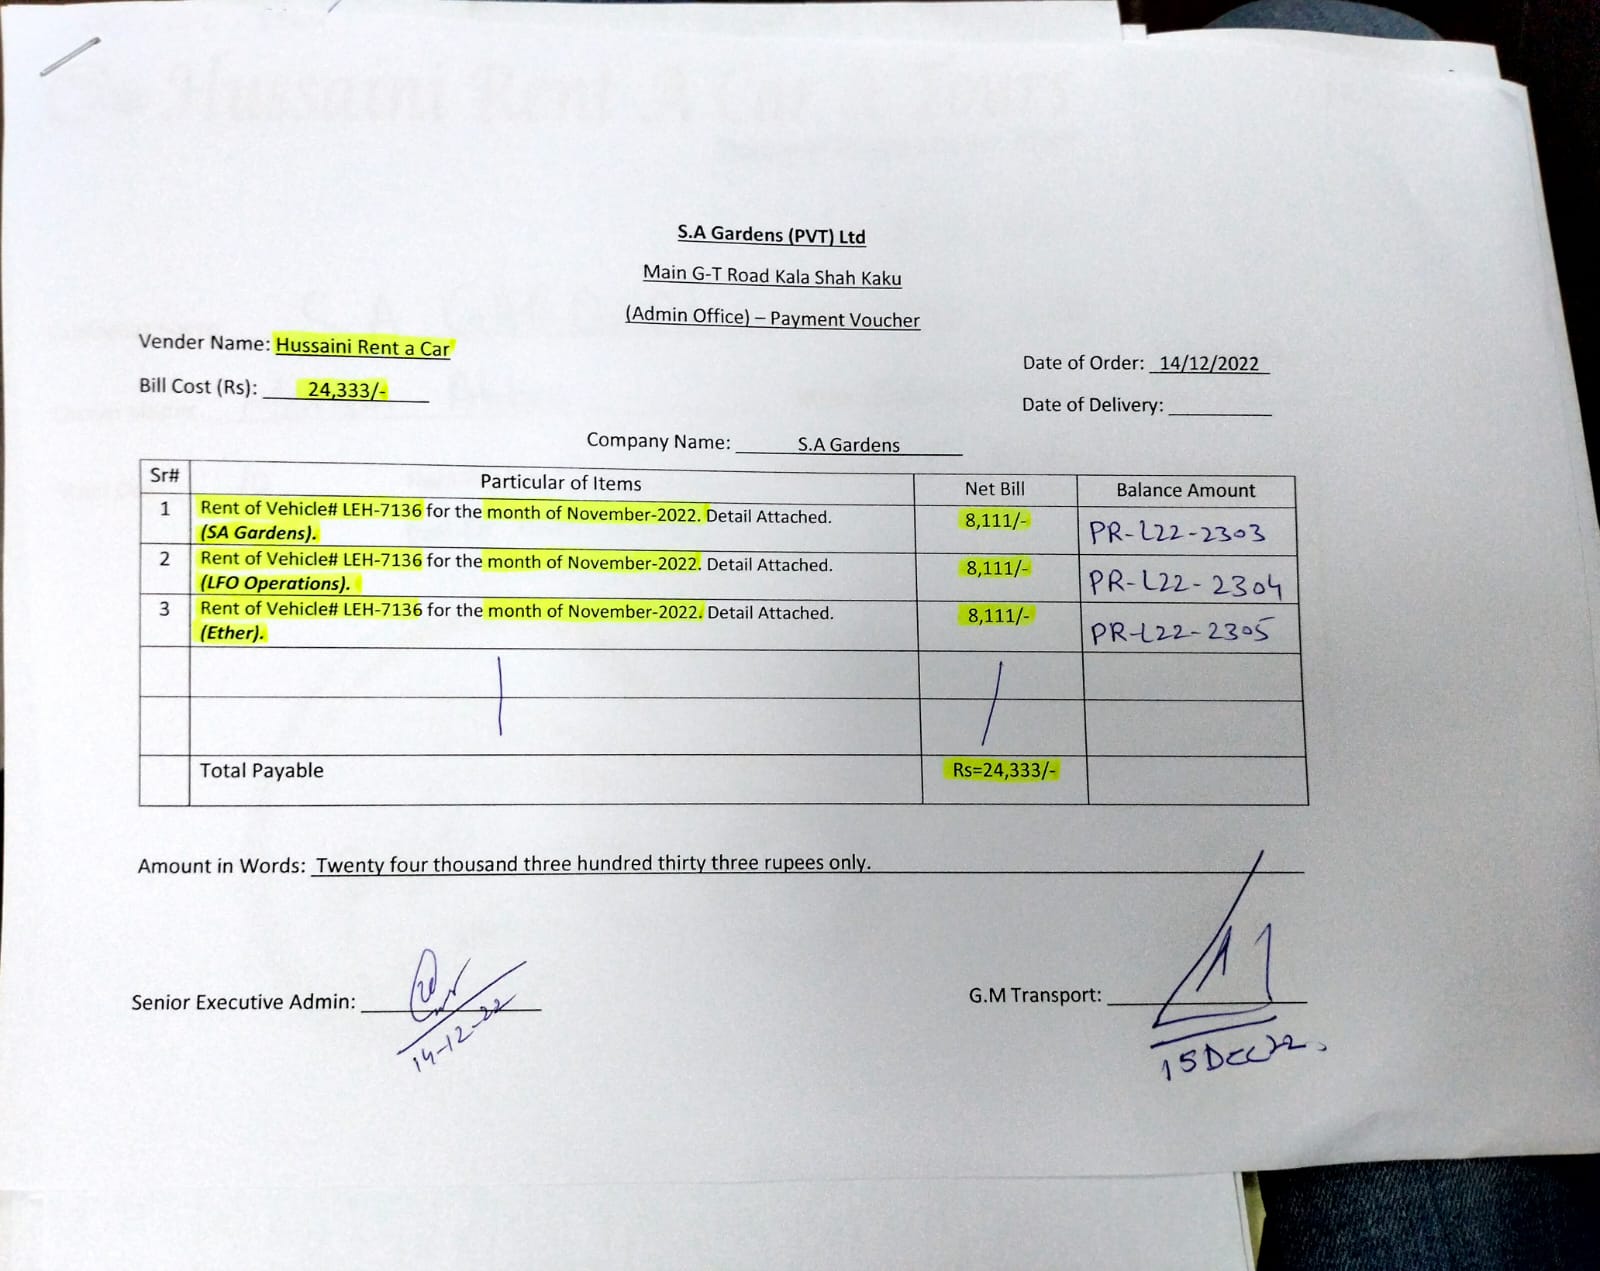 S.A Gardens (PVT) Ltd
Main G-T Road Kala Shah Kaku
(Admin Office) – Payment Voucher
Vender Name: Hussaini Rent a Car
Date of Order: 14/12/2022
Bill Cost (Rs): 24,333/-
Date of Delivery:
Company Name: S.A Gardens
Sr# Particular of Items Net Bill Balance Amount
1 Rent of Vehicle# LEH-7136 for the month of November-2022. Detail Attached. 8,111/- PR-L22-2303
(SA Gardens).
2 Rent of Vehicle# LEH-7136 for the month of November-2022. Detail Attached. 8,111/- PR-L22-2304
(LFO Operations).
3 Rent of Vehicle# LEH-7136 for the month of November-2022. Detail Attached. 8,111/- PR-L22-2305
(Ether).
Total Payable Rs=24,333/-
Amount in Words: Twenty four thousand three hundred thirty three rupees only.
Senior Executive Admin:
G.M Transport:
14-12-22
15 DEC 22.